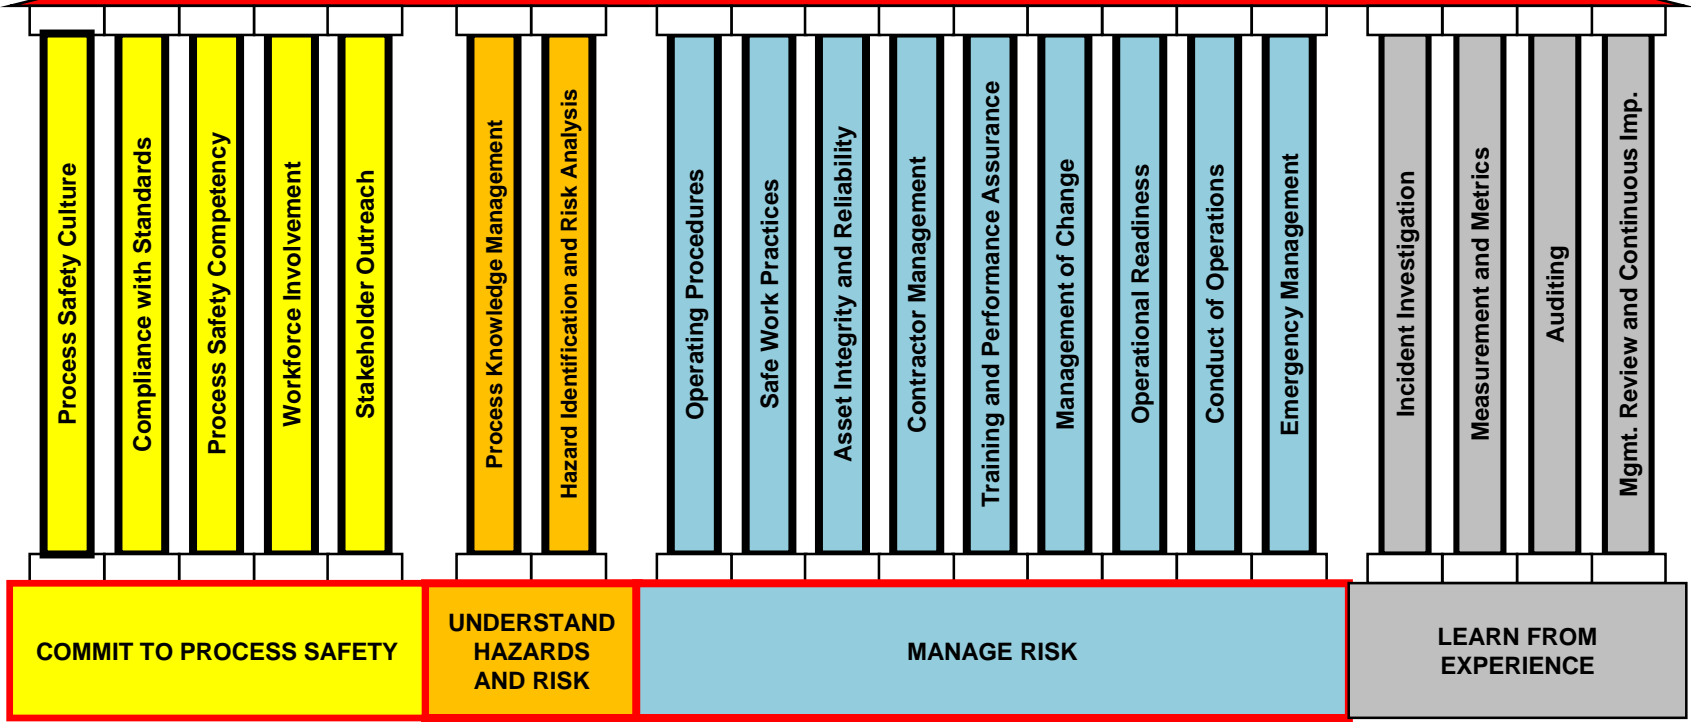 Process Safety Culture
Compliance with Standards
Process Safety Competency
Workforce Involvement
Stakeholder Outreach
Process Knowledge Management
Hazard Identification and Risk Analysis
Operating Procedures
Safe Work Practices
Asset Integrity and Reliability
Contractor Management
Training and Performance Assurance
Management of Change
Operational Readiness
Conduct of Operations
Emergency Management
Incident Investigation
Measurement and Metrics
Auditing
Mgmt. Review and Continuous Imp.
COMMIT TO PROCESS SAFETY
UNDERSTAND
HAZARDS
AND RISK
MANAGE RISK
LEARN FROM
EXPERIENCE